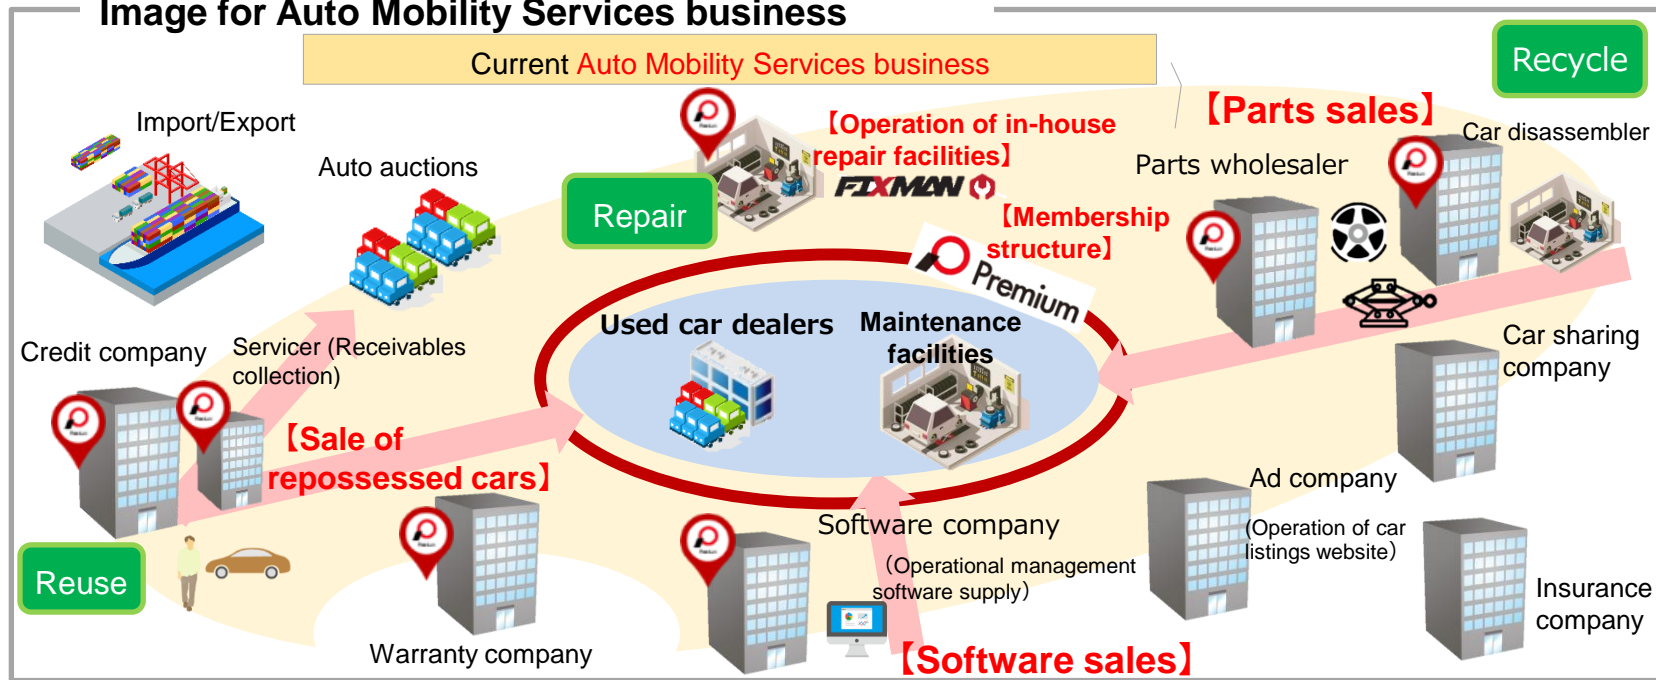 Image for Auto Mobility Services business
Current Auto Mobility Services business
Recycle
Import/Export
Auto auctions
Repair
【Operation of in-house
repair facilities】
FIXMAN
【Membership
structure】
Premium
【Parts sales】
Parts wholesaler
Car disassembler
Used car dealers
Maintenance
facilities
Credit company
Servicer (Receivables
collection)
Car sharing
company
【Sale of
repossessed cars】
Reuse
Warranty company
Software company
（Operational management
software supply）
【Software sales】
Ad company
(Operation of car
listings website）
Insurance
company